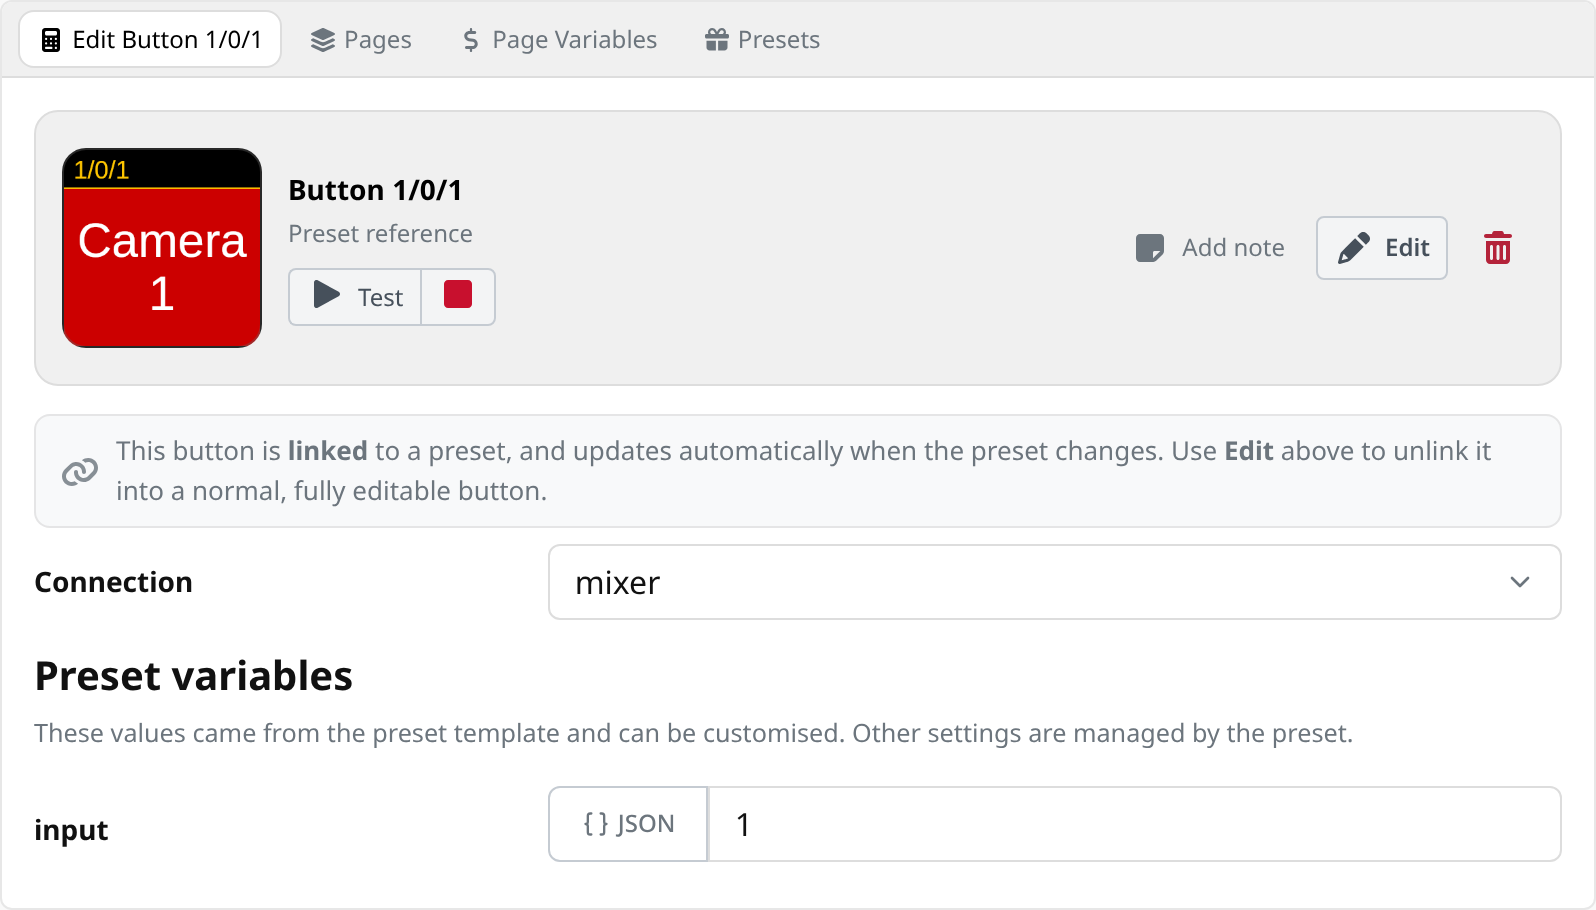 Edit Button 1/0/1
Pages
Page Variables
Presets
1/0/1
Camera
1
Button 1/0/1
Preset reference
Test
Add note
Edit
This button is linked to a preset, and updates automatically when the preset changes. Use Edit above to unlink it
into a normal, fully editable button.
Connection
mixer
Preset variables
These values came from the preset template and can be customised. Other settings are managed by the preset.
input
{ } JSON
1